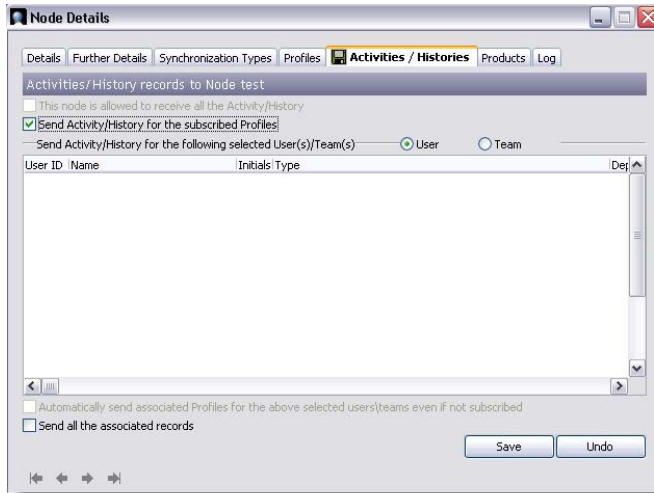 Node Details
Details Further Details Synchronization Types Profiles Activities / Histories Products Log
Activities/History records to Node test
This node is allowed to receive all the Activity/History
Send Activity/History for the subscribed Profiles
Send Activity/History for the following selected User(s)/Team(s) User Team
User ID Name Initials Type Dep
Automatically send associated Profiles for the above selected users\teams even if not subscribed
Send all the associated records
Save Undo